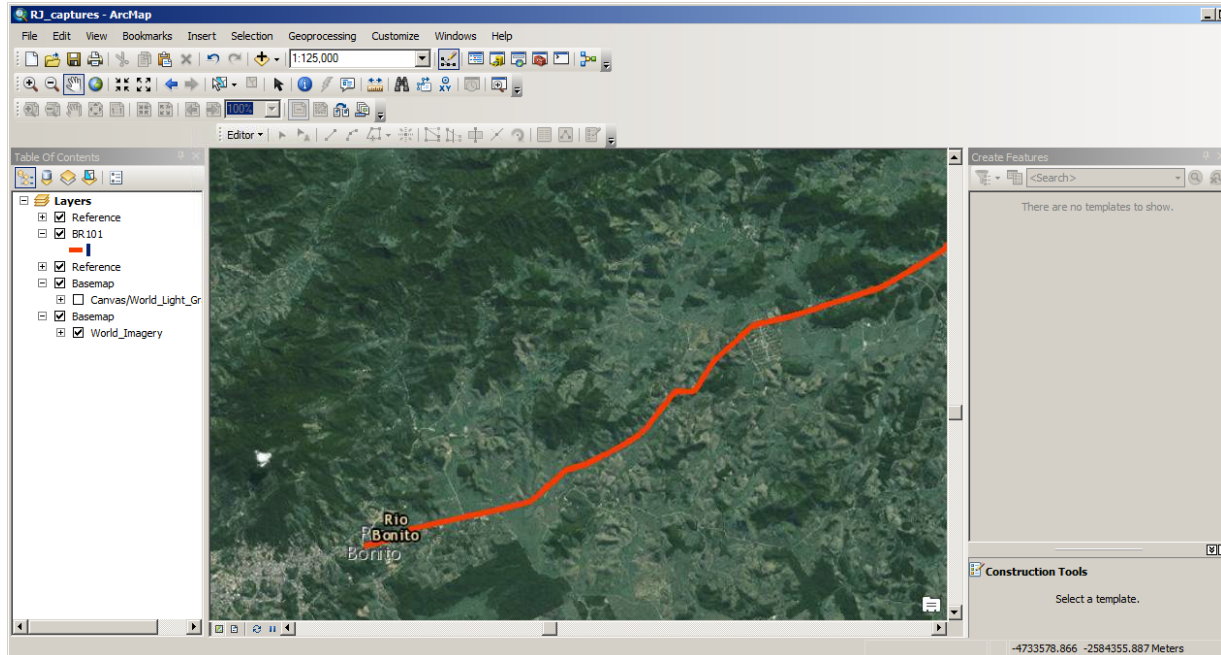 RJ_captures - ArcMap
File Edit View Bookmarks Insert Selection Geoprocessing Customize Windows Help
1:125,000
100%
Editor
Table Of Contents
Create Features
<Search>
There are no templates to show.
Layers
Reference
BR101
Reference
Basemap
Canvas/World_Light_Gr
Basemap
World_Imagery
Rio
Bonito
Bonito
Construction Tools
Select a template.
-4733578.866 -2584355.887 Meters